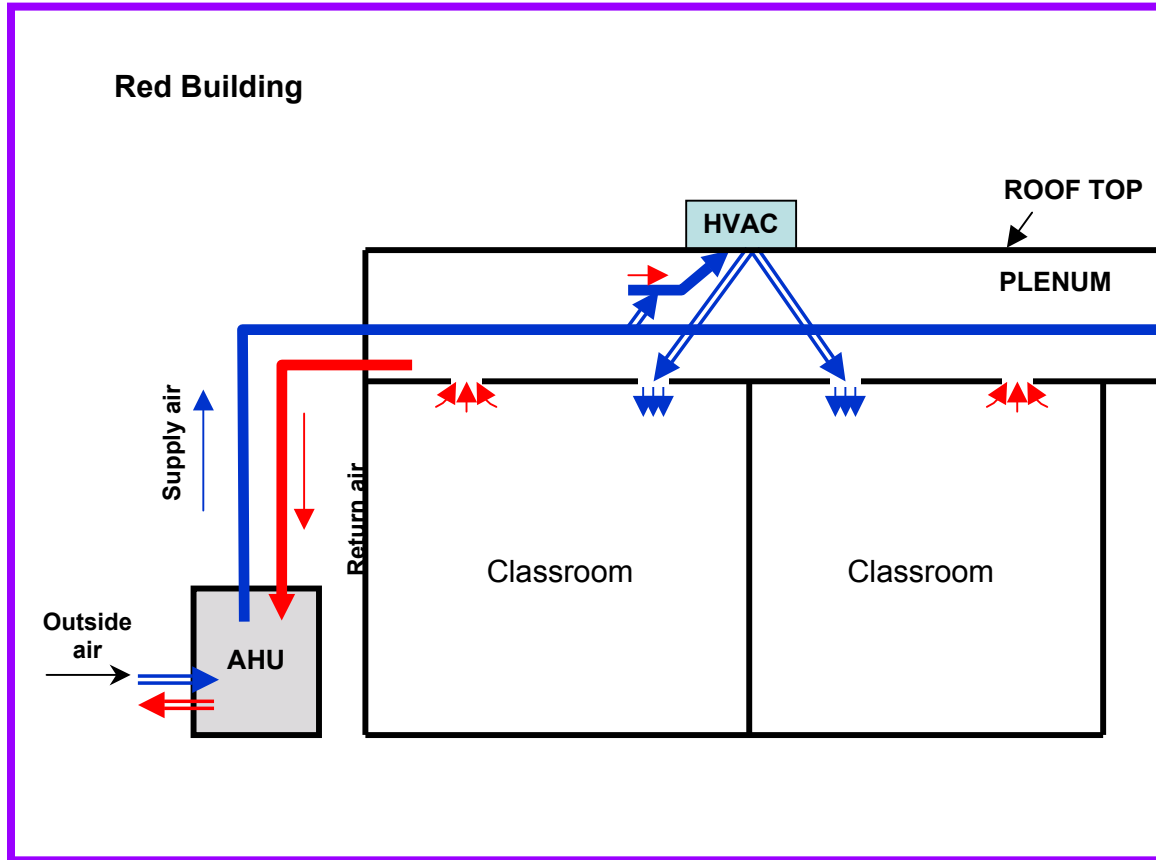 Red Building
ROOF TOP
HVAC
PLENUM
Supply air
Return air
Classroom
Classroom
Outside
air
AHU